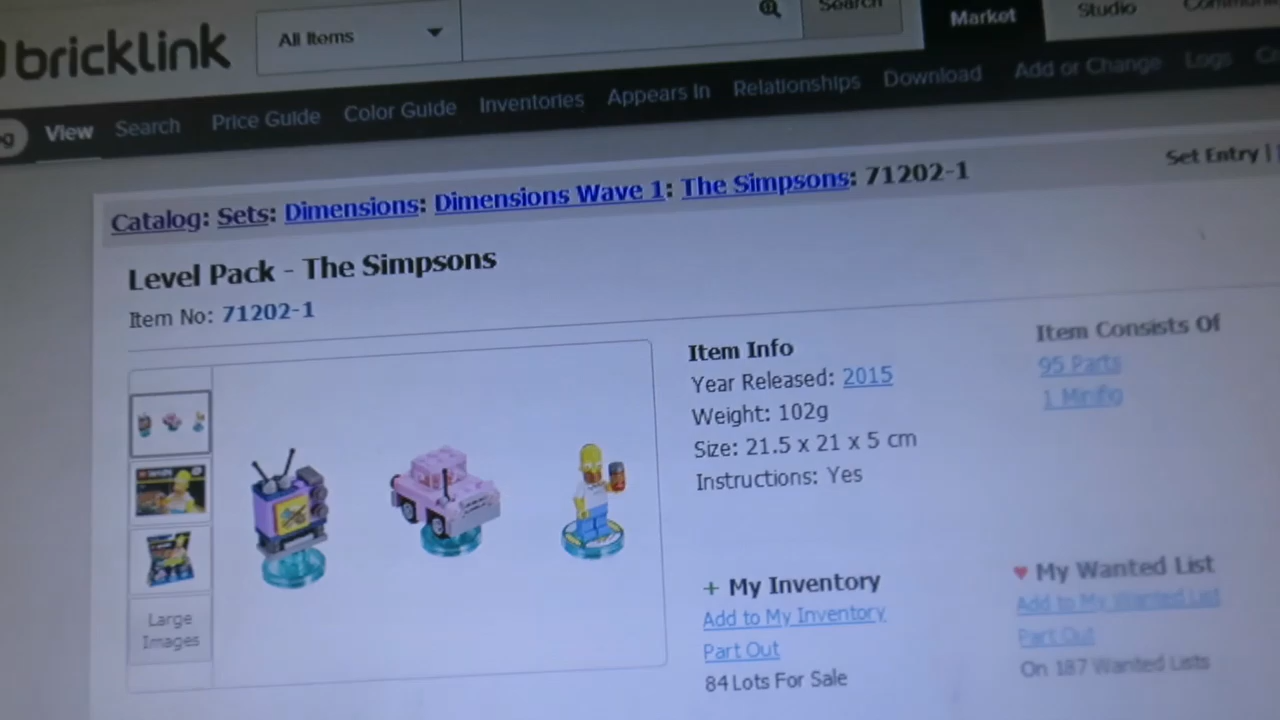 bricklink
All Items
Search
Market
Studio
View
Search
Price Guide
Color Guide
Inventories
Appears In
Relationships
Download
Add or Change
Logs
Catalog: Sets: Dimensions: Dimensions Wave 1: The Simpsons: 71202-1
Set Entry |
Level Pack - The Simpsons
Item No: 71202-1
Item Info
Year Released: 2015
Weight: 102g
Size: 21.5 x 21 x 5 cm
Instructions: Yes
Item Consists Of
95 Parts
1 Minifig
Large
Images
+ My Inventory
Add to My Inventory
Part Out
84 Lots For Sale
My Wanted List
Add to My Wanted List
Part Out
On 187 Wanted Lists